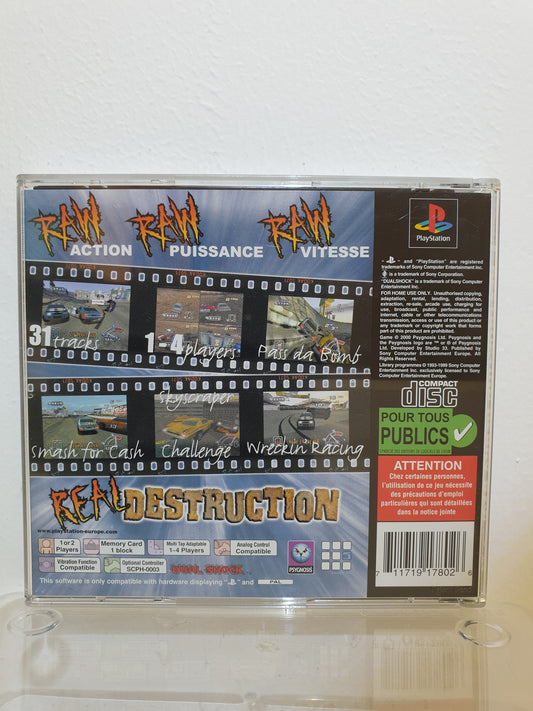 RAW
ACTION
RAW
PUISSANCE
RAW
VITESSE
31 tracks
1-4 players
Pass da Bomb
Smash for Cash
Skyscraper
Challenge
Wreckin Racing
REAL DESTRUCTION
www.playstation-europe.com
1 or 2
Players
Memory Card
1 block
Multi Tap Adaptable
1-4 Players
Analog Control
Compatible
Vibration Function
Compatible
Optional Controller
SCPH-0003
DUAL SHOCK
PSYGNOSIS
This software is only compatible with hardware displaying " " and PAL
PlayStation
" " and "PlayStation" are registered
trademarks of Sony Computer Entertainment Inc.
is a trademark of Sony Corporation.
"DUALSHOCK" is a trademark of Sony Computer
Entertainment Inc.
FOR HOME USE ONLY. Unauthorised copying,
adaptation, rental, lending, distribution,
extraction, re-sale, arcade use, charging for
use, broadcast, public performance and
internet, cable or other telecommunications
transmission, access or use of this product or
any trademark or copyright work that forms
part of this product are prohibited.
Game © 2000 Psygnosis Ltd. Psygnosis and
the Psygnosis logo are ™ or ® of Psygnosis
Ltd. Developed by Studio 33. Published by
Sony Computer Entertainment Europe.
Library programmes © 1993-1999 Sony Computer
Entertainment Inc. exclusively licensed to Sony
Computer Entertainment Europe.
COMPACT
disc
POUR TOUS
PUBLICS
ATTENTION
Chez certaines personnes,
l'utilisation de ce jeu nécessite
des précautions d'emploi
particulières qui sont détaillées
dans la notice jointe
7 11719 17802 6